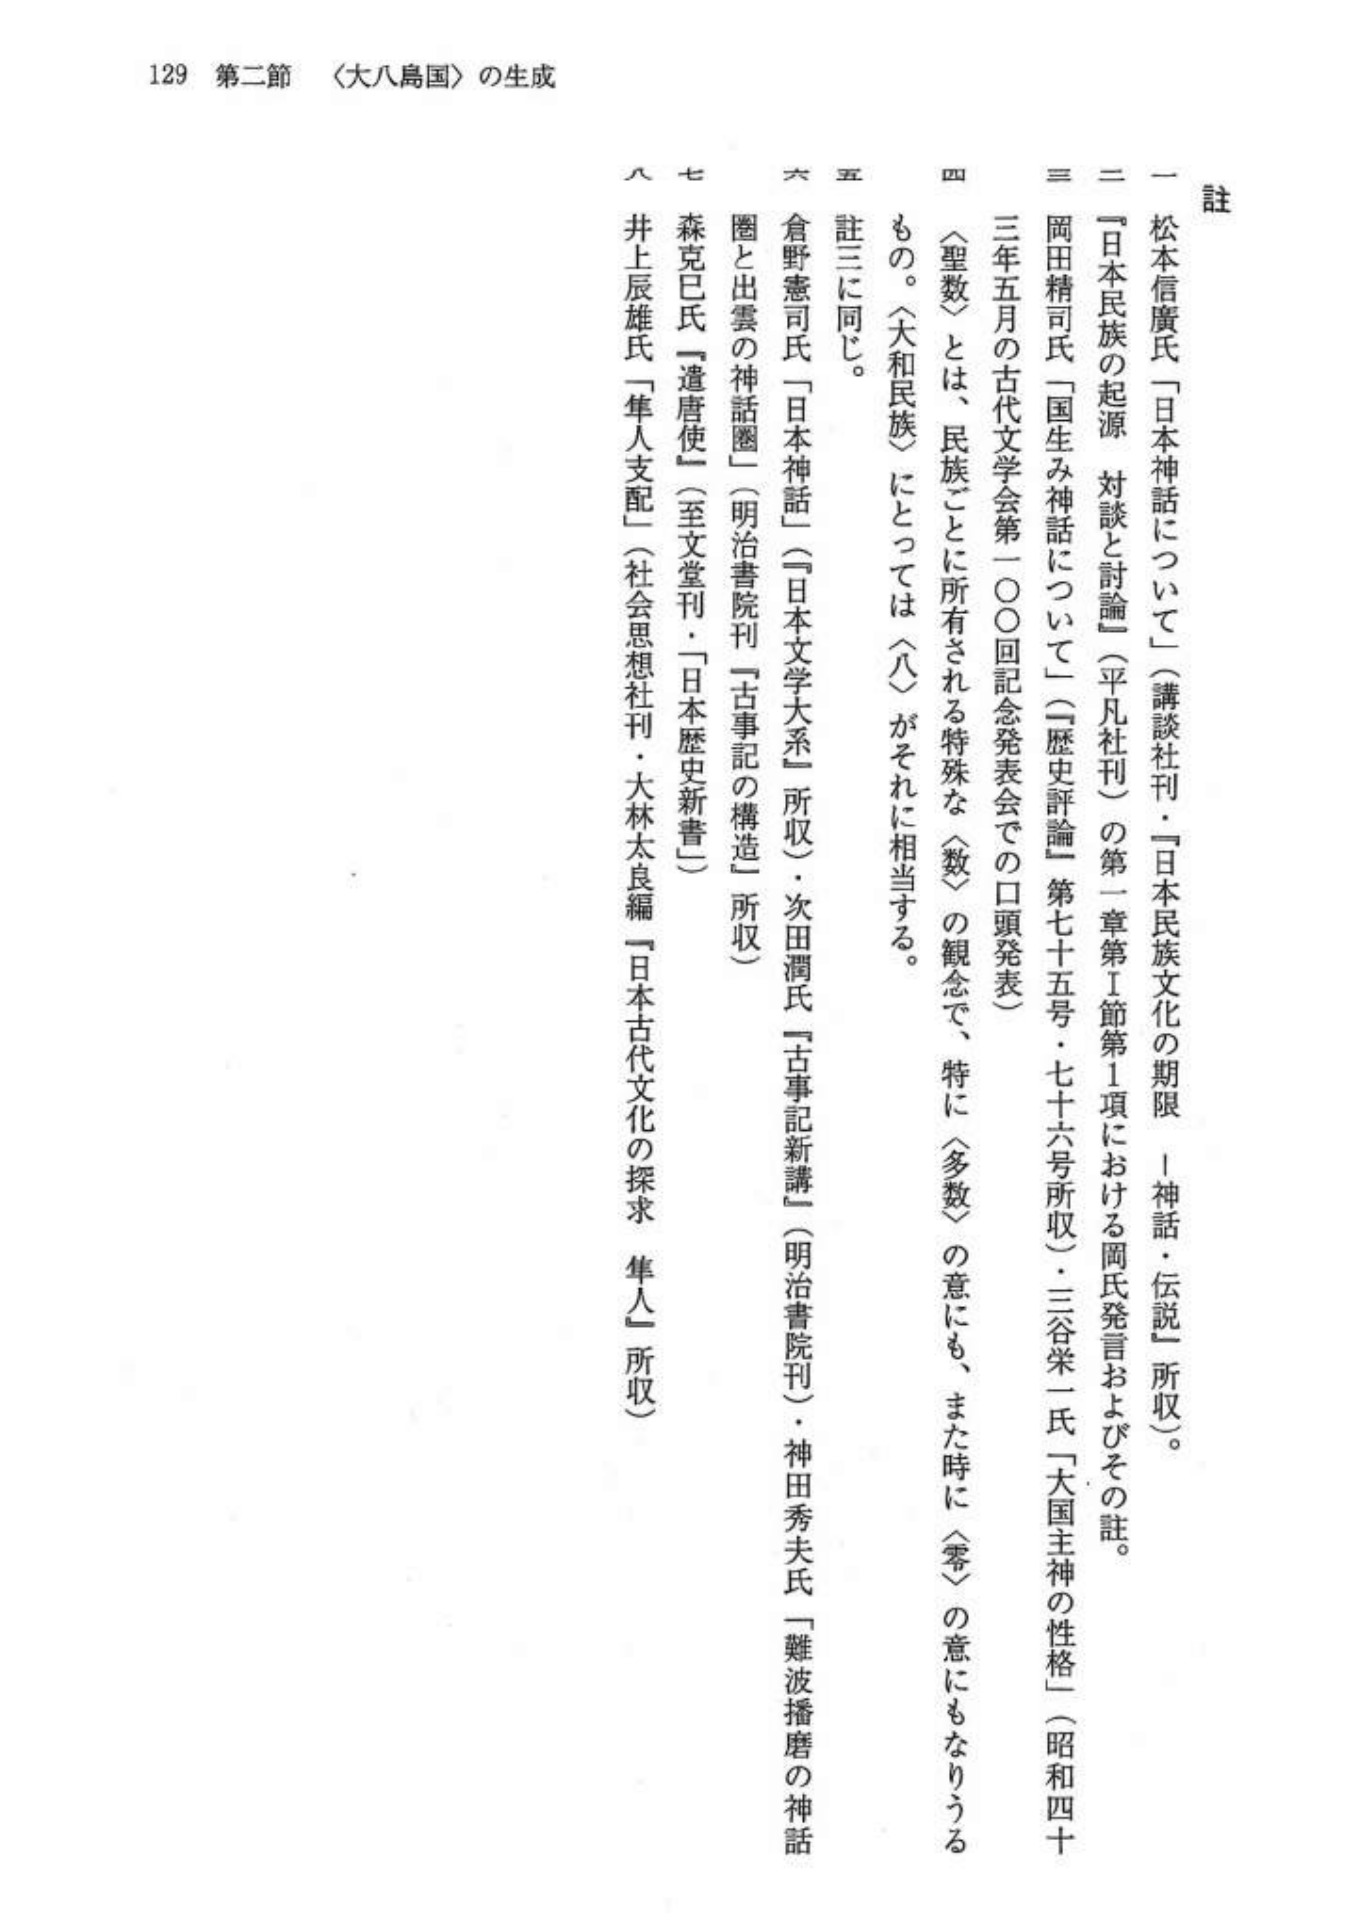 129　第二節　〈大八島国〉の生成
註
一　松本信廣氏「日本神話について」（講談社刊・『日本民族文化の期限　―神話・伝説』所収）。
二　『日本民族の起源　対談と討論』（平凡社刊）の第一章第Ⅰ節第１項における岡氏発言およびその註。
三　岡田精司氏「国生み神話について」（『歴史評論』第七十五号・七十六号所収）・三谷栄一氏「大国主神の性格」（昭和四十
三年五月の古代文学会第一〇〇回記念発表会での口頭発表）
四　〈聖数〉とは、民族ごとに所有される特殊な〈数〉の観念で、特に〈多数〉の意にも、また時に〈零〉の意にもなりうる
もの。〈大和民族〉にとっては〈八〉がそれに相当する。
五　註三に同じ。
六　倉野憲司氏「日本神話」（『日本文学大系』所収）・次田潤氏『古事記新講』（明治書院刊）・神田秀夫氏「難波播磨の神話
圏と出雲の神話圏」（明治書院刊『古事記の構造』所収）
七　森克巳氏『遣唐使』（至文堂刊・「日本歴史新書」）
八　井上辰雄氏「隼人支配」（社会思想社刊・大林太良編『日本古代文化の探求　隼人』所収）